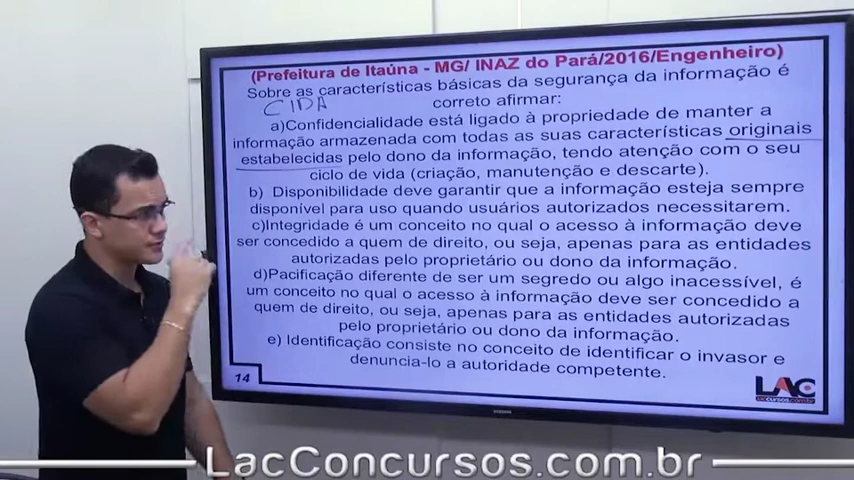 (Prefeitura de Itaúna - MG/ INAZ do Pará/2016/Engenheiro)
Sobre as características básicas da segurança da informação é
correto afirmar:
CIDA
a)Confidencialidade está ligado à propriedade de manter a
informação armazenada com todas as suas características originais
estabelecidas pelo dono da informação, tendo atenção com o seu
ciclo de vida (criação, manutenção e descarte).
b) Disponibilidade deve garantir que a informação esteja sempre
disponível para uso quando usuários autorizados necessitarem.
c)Integridade é um conceito no qual o acesso à informação deve
ser concedido a quem de direito, ou seja, apenas para as entidades
autorizadas pelo proprietário ou dono da informação.
d)Pacificação diferente de ser um segredo ou algo inacessível, é
um conceito no qual o acesso à informação deve ser concedido a
quem de direito, ou seja, apenas para as entidades autorizadas
pelo proprietário ou dono da informação.
e) Identificação consiste no conceito de identificar o invasor e
denuncia-lo a autoridade competente.
14
LAC
LacConcursos.com.br